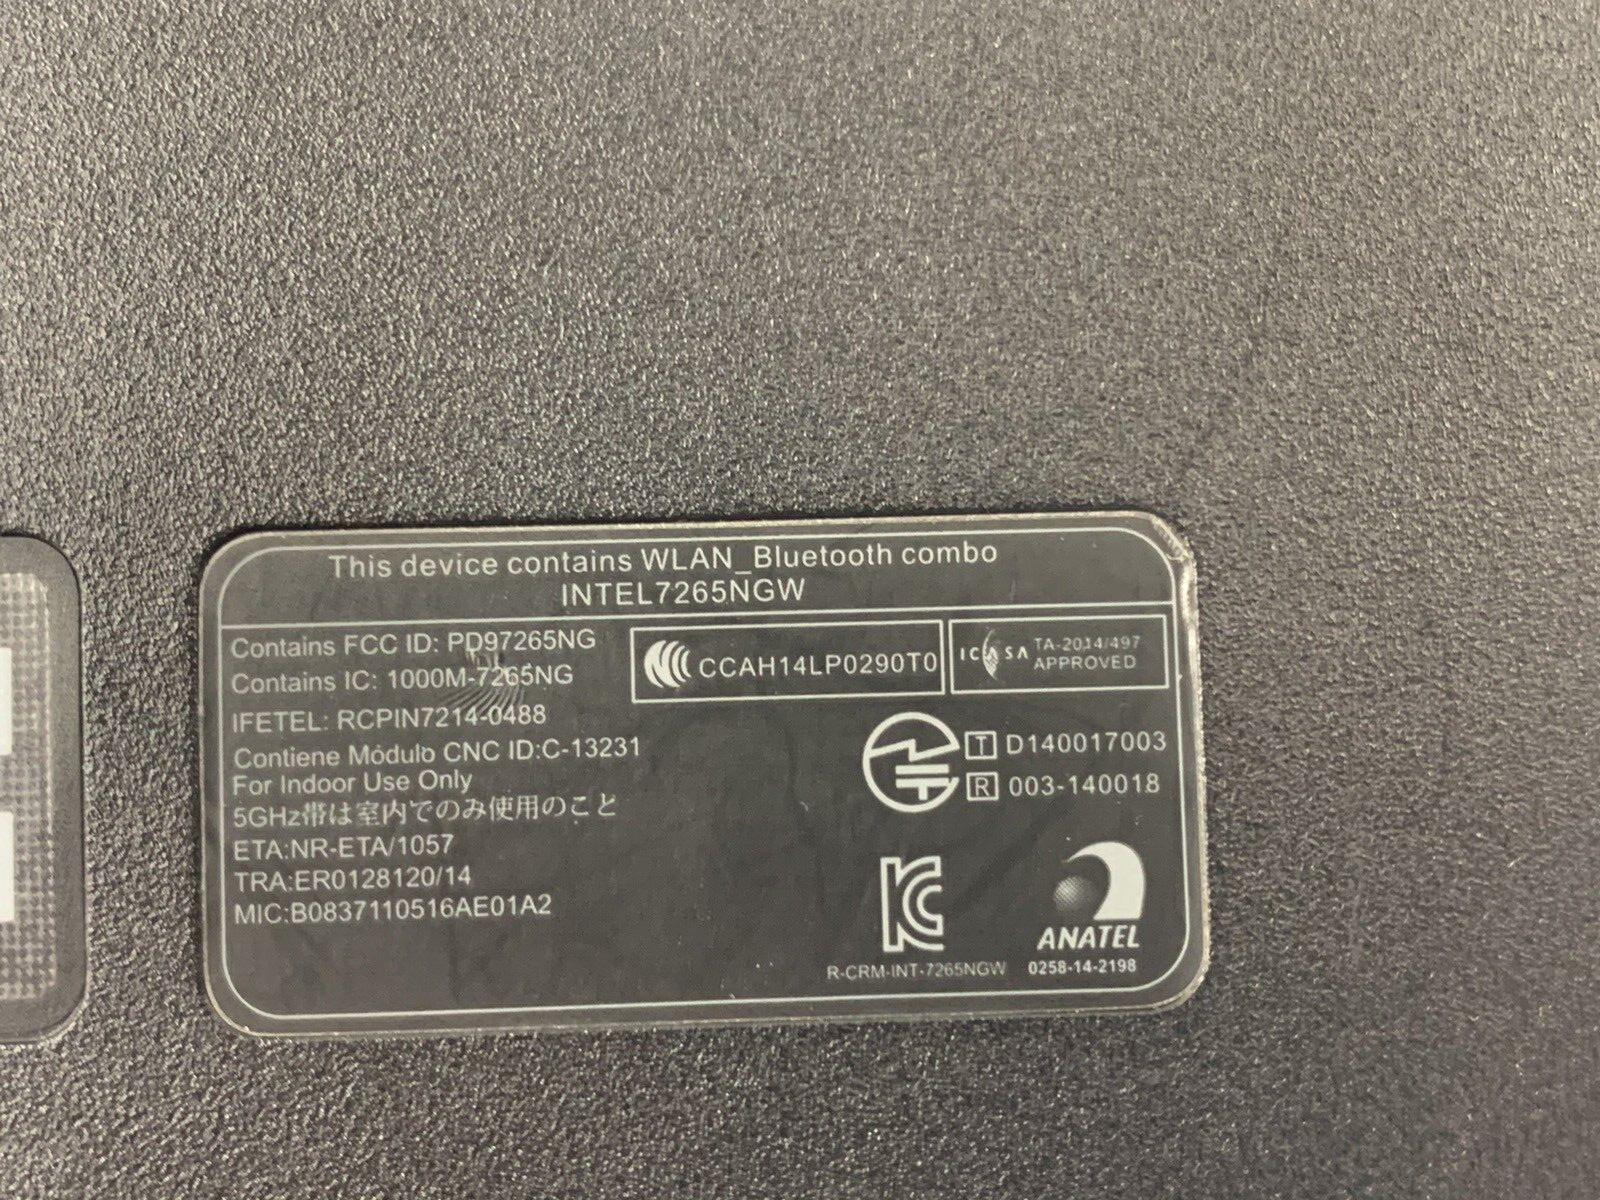 This device contains WLAN_Bluetooth combo
INTEL7265NGW
Contains FCC ID: PD97265NG
Contains IC: 1000M-7265NG
IFETEL: RCPIN7214-0488
Contiene Módulo CNC ID:C-13231
For Indoor Use Only
5GHz帯は室内でのみ使用のこと
ETA:NR-ETA/1057
TRA:ER0128120/14
MIC:B0837110516AE01A2
CCAH14LP0290T0
ICASA TA-2014/497
APPROVED
T D140017003
R 003-140018
KC
R-CRM-INT-7265NGW
ANATEL
0258-14-2198